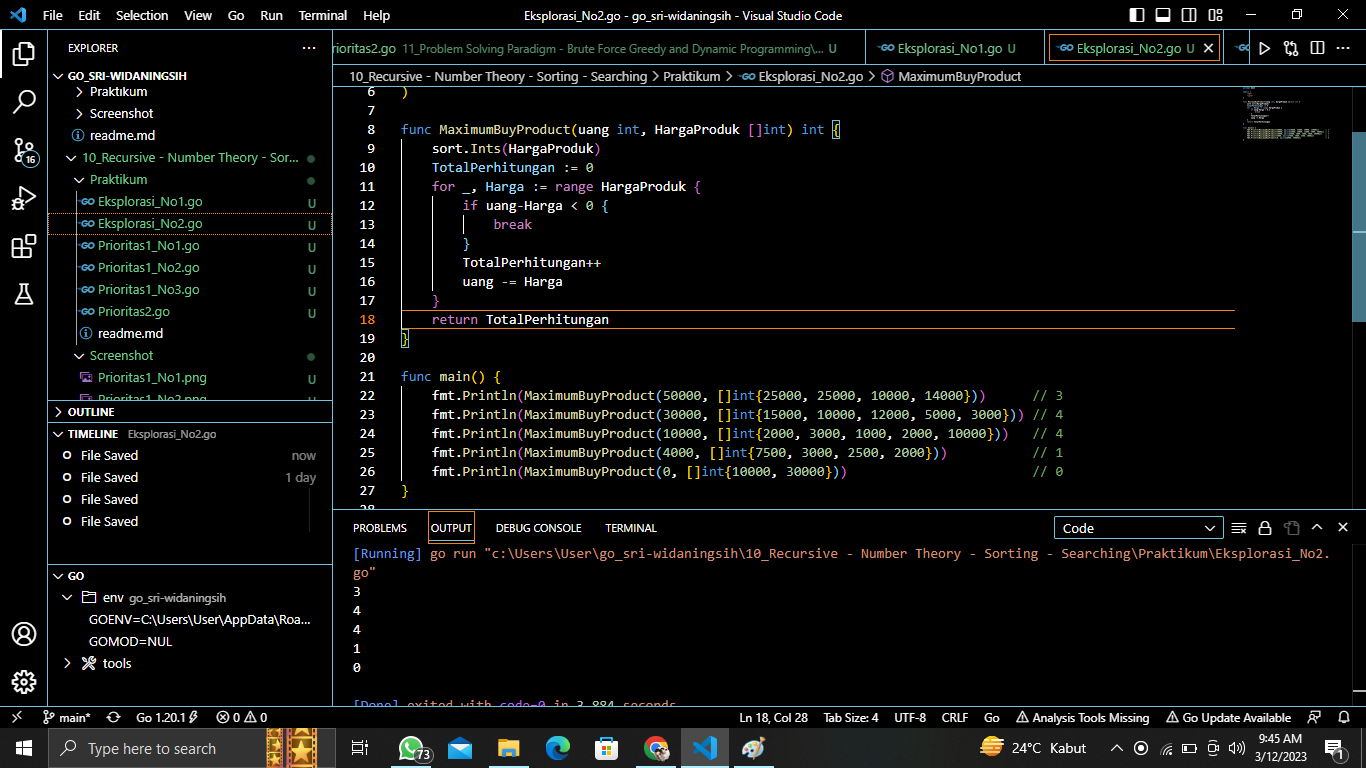 File Edit Selection View Go Run Terminal Help
Eksplorasi_No2.go - go_sri-widaningsih - Visual Studio Code
EXPLORER
GO_SRI-WIDANINGSIH
Praktikum
Screenshot
readme.md
10_Recursive - Number Theory - Sor...
Praktikum
Eksplorasi_No1.go U
Eksplorasi_No2.go U
Prioritas1_No1.go U
Prioritas1_No2.go U
Prioritas1_No3.go U
Prioritas2.go U
readme.md
Screenshot
Prioritas1_No1.png U
Prioritas1_No2.png
OUTLINE
TIMELINE Eksplorasi_No2.go
File Saved now
File Saved 1 day
File Saved
File Saved
GO
env go_sri-widaningsih
GOENV=C:\Users\User\AppData\Roa...
GOMOD=NUL
tools
16
rioritas2.go 11_Problem Solving Paradigm - Brute Force Greedy and Dynamic Programming\... U
Eksplorasi_No1.go U
Eksplorasi_No2.go U
10_Recursive - Number Theory - Sorting - Searching > Praktikum > Eksplorasi_No2.go > MaximumBuyProduct
6 )
7
8 func MaximumBuyProduct(uang int, HargaProduk []int) int {
9 sort.Ints(HargaProduk)
10 TotalPerhitungan := 0
11 for _, Harga := range HargaProduk {
12 if uang-Harga < 0 {
13 break
14 }
15 TotalPerhitungan++
16 uang -= Harga
17 }
18 return TotalPerhitungan
19 }
20
21 func main() {
22 fmt.Println(MaximumBuyProduct(50000, []int{25000, 25000, 10000, 14000})) // 3
23 fmt.Println(MaximumBuyProduct(30000, []int{15000, 10000, 12000, 5000, 3000})) // 4
24 fmt.Println(MaximumBuyProduct(10000, []int{2000, 3000, 1000, 2000, 10000})) // 4
25 fmt.Println(MaximumBuyProduct(4000, []int{7500, 3000, 2500, 2000})) // 1
26 fmt.Println(MaximumBuyProduct(0, []int{10000, 30000})) // 0
27 }
28
PROBLEMS OUTPUT DEBUG CONSOLE TERMINAL
Code
[Running] go run "c:\Users\User\go_sri-widaningsih\10_Recursive - Number Theory - Sorting - Searching\Praktikum\Eksplorasi_No2.
go"
3
4
4
1
0
[Done] exited with code=0 in 3.884 seconds
main* Go 1.20.1 0 0
Ln 18, Col 28 Tab Size: 4 UTF-8 CRLF Go Analysis Tools Missing Go Update Available
Type here to search
73
24°C Kabut
9:45 AM
3/12/2023
1